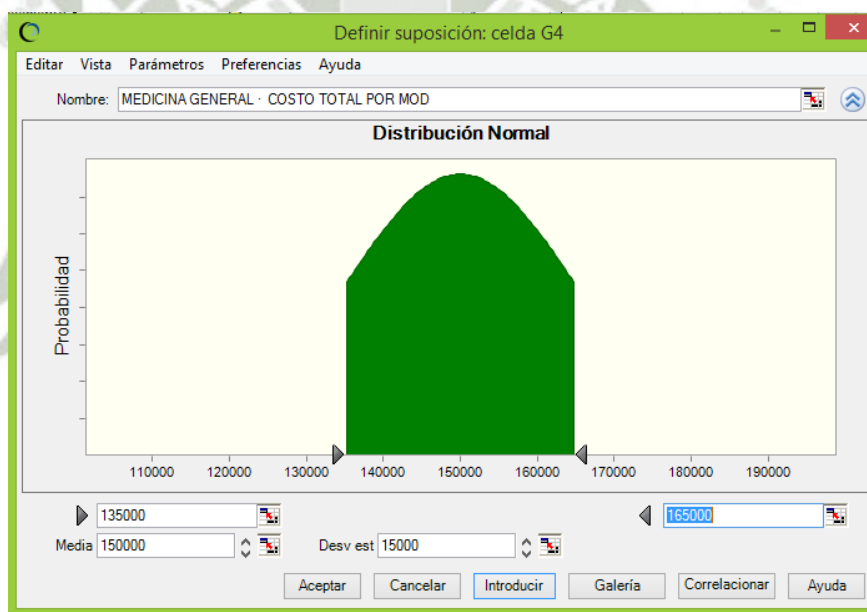 Definir suposición: celda G4
Editar Vista Parámetros Preferencias Ayuda
Nombre: MEDICINA GENERAL · COSTO TOTAL POR MOD
Distribución Normal
Probabilidad
110000 120000 130000 140000 150000 160000 170000 180000 190000
135000 165000
Media 150000 Desv est 15000
Aceptar Cancelar Introducir Galería Correlacionar Ayuda